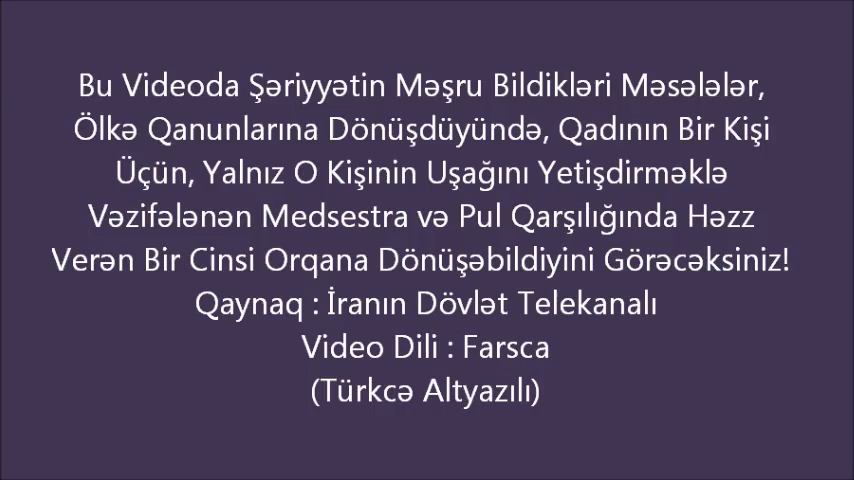 Bu Videoda Şəriyyətin Məşru Bildikləri Məsələlər,
Ölkə Qanunlarına Dönüşdüyündə, Qadının Bir Kişi
Üçün, Yalnız O Kişinin Uşağını Yetişdirməklə
Vəzifələnən Medsestra və Pul Qarşılığında Həzz
Verən Bir Cinsi Orqana Dönüşəbildiyini Görəcəksiniz!
Qaynaq : İranın Dövlət Telekanalı
Video Dili : Farsca
(Türkcə Altyazılı)